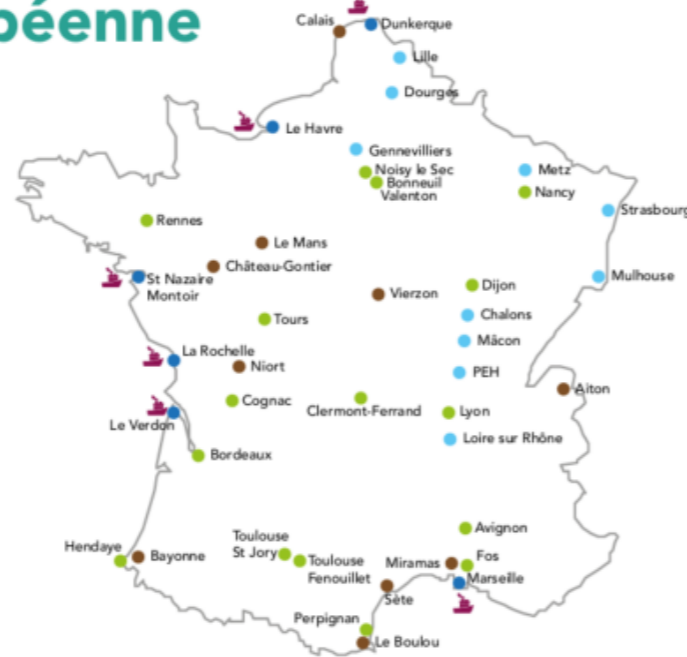 péenne
Calais
Dunkerque
Lille
Dourges
Le Havre
Gennevilliers
Noisy le Sec
Bonneuil
Valenton
Metz
Nancy
Strasbourg
Rennes
Le Mans
Château-Gontier
St Nazaire
Montoir
Vierzon
Dijon
Mulhouse
Chalons
Tours
Mâcon
La Rochelle
Niort
PEH
Aiton
Cognac
Clermont-Ferrand
Lyon
Le Verdon
Loire sur Rhône
Bordeaux
Avignon
Toulouse
St Jory
Hendaye
Bayonne
Toulouse
Fenouillet
Miramas
Fos
Marseille
Sète
Perpignan
Le Boulou